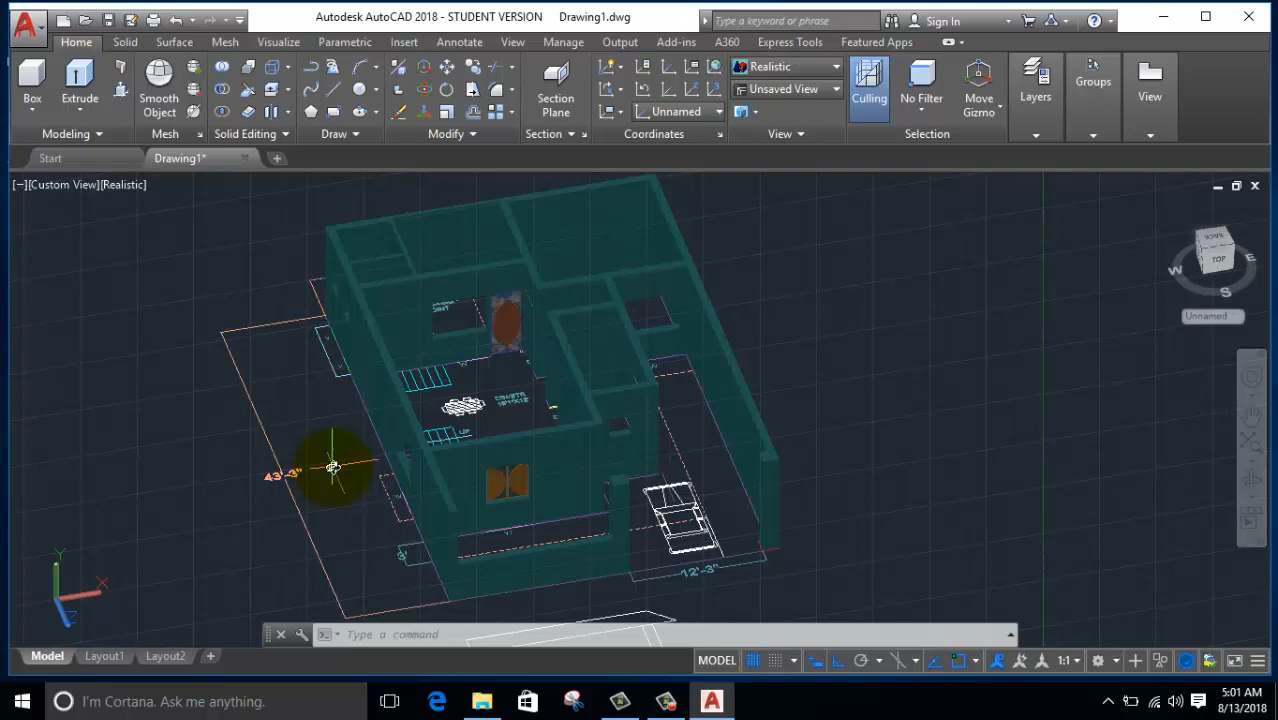 Autodesk AutoCAD 2018 - STUDENT VERSION Drawing1.dwg
Type a keyword or phrase
Sign In
Home Solid Surface Mesh Visualize Parametric Insert Annotate View Manage Output Add-ins A360 Express Tools Featured Apps
Realistic
Unsaved View
Unnamed
Box Extrude Smooth Object Section Plane Culling No Filter Move Gizmo Layers Groups View
Modeling Mesh Solid Editing Draw Modify Section Coordinates View Selection
Start Drawing1*
[−][Custom View][Realistic]
BACK
TOP
W E
S
Unnamed
UP
43'-3"
3'
12'-3"
Y
X
Z
Type a command
Model Layout1 Layout2
MODEL 1:1
I'm Cortana. Ask me anything.
5:01 AM
8/13/2018